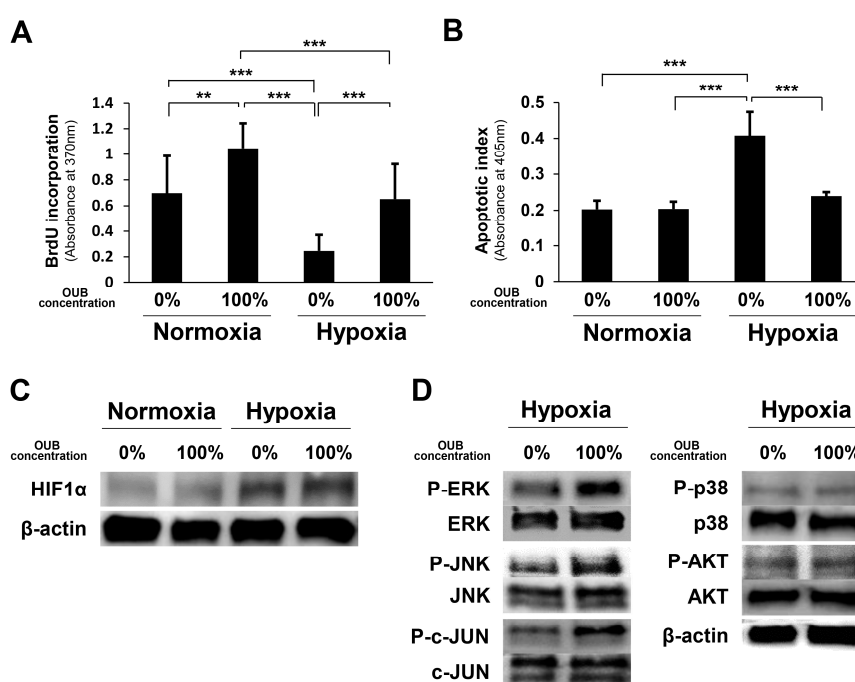 A
***
***
** *** ***
BrdU incorporation
(Absorbance at 370nm)
1.4
1.2
1
0.8
0.6
0.4
0.2
0
OUB
concentration
0% 100% 0% 100%
Normoxia Hypoxia
B
***
*** ***
Apoptotic index
(Absorbance at 405nm)
0.5
0.4
0.3
0.2
0.1
0
OUB
concentration
0% 100% 0% 100%
Normoxia Hypoxia
C
Normoxia Hypoxia
OUB
concentration
0% 100% 0% 100%
HIF1α
β-actin
D
Hypoxia
OUB
concentration
0% 100%
P-ERK
ERK
P-JNK
JNK
P-c-JUN
c-JUN
Hypoxia
OUB
concentration
0% 100%
P-p38
p38
P-AKT
AKT
β-actin